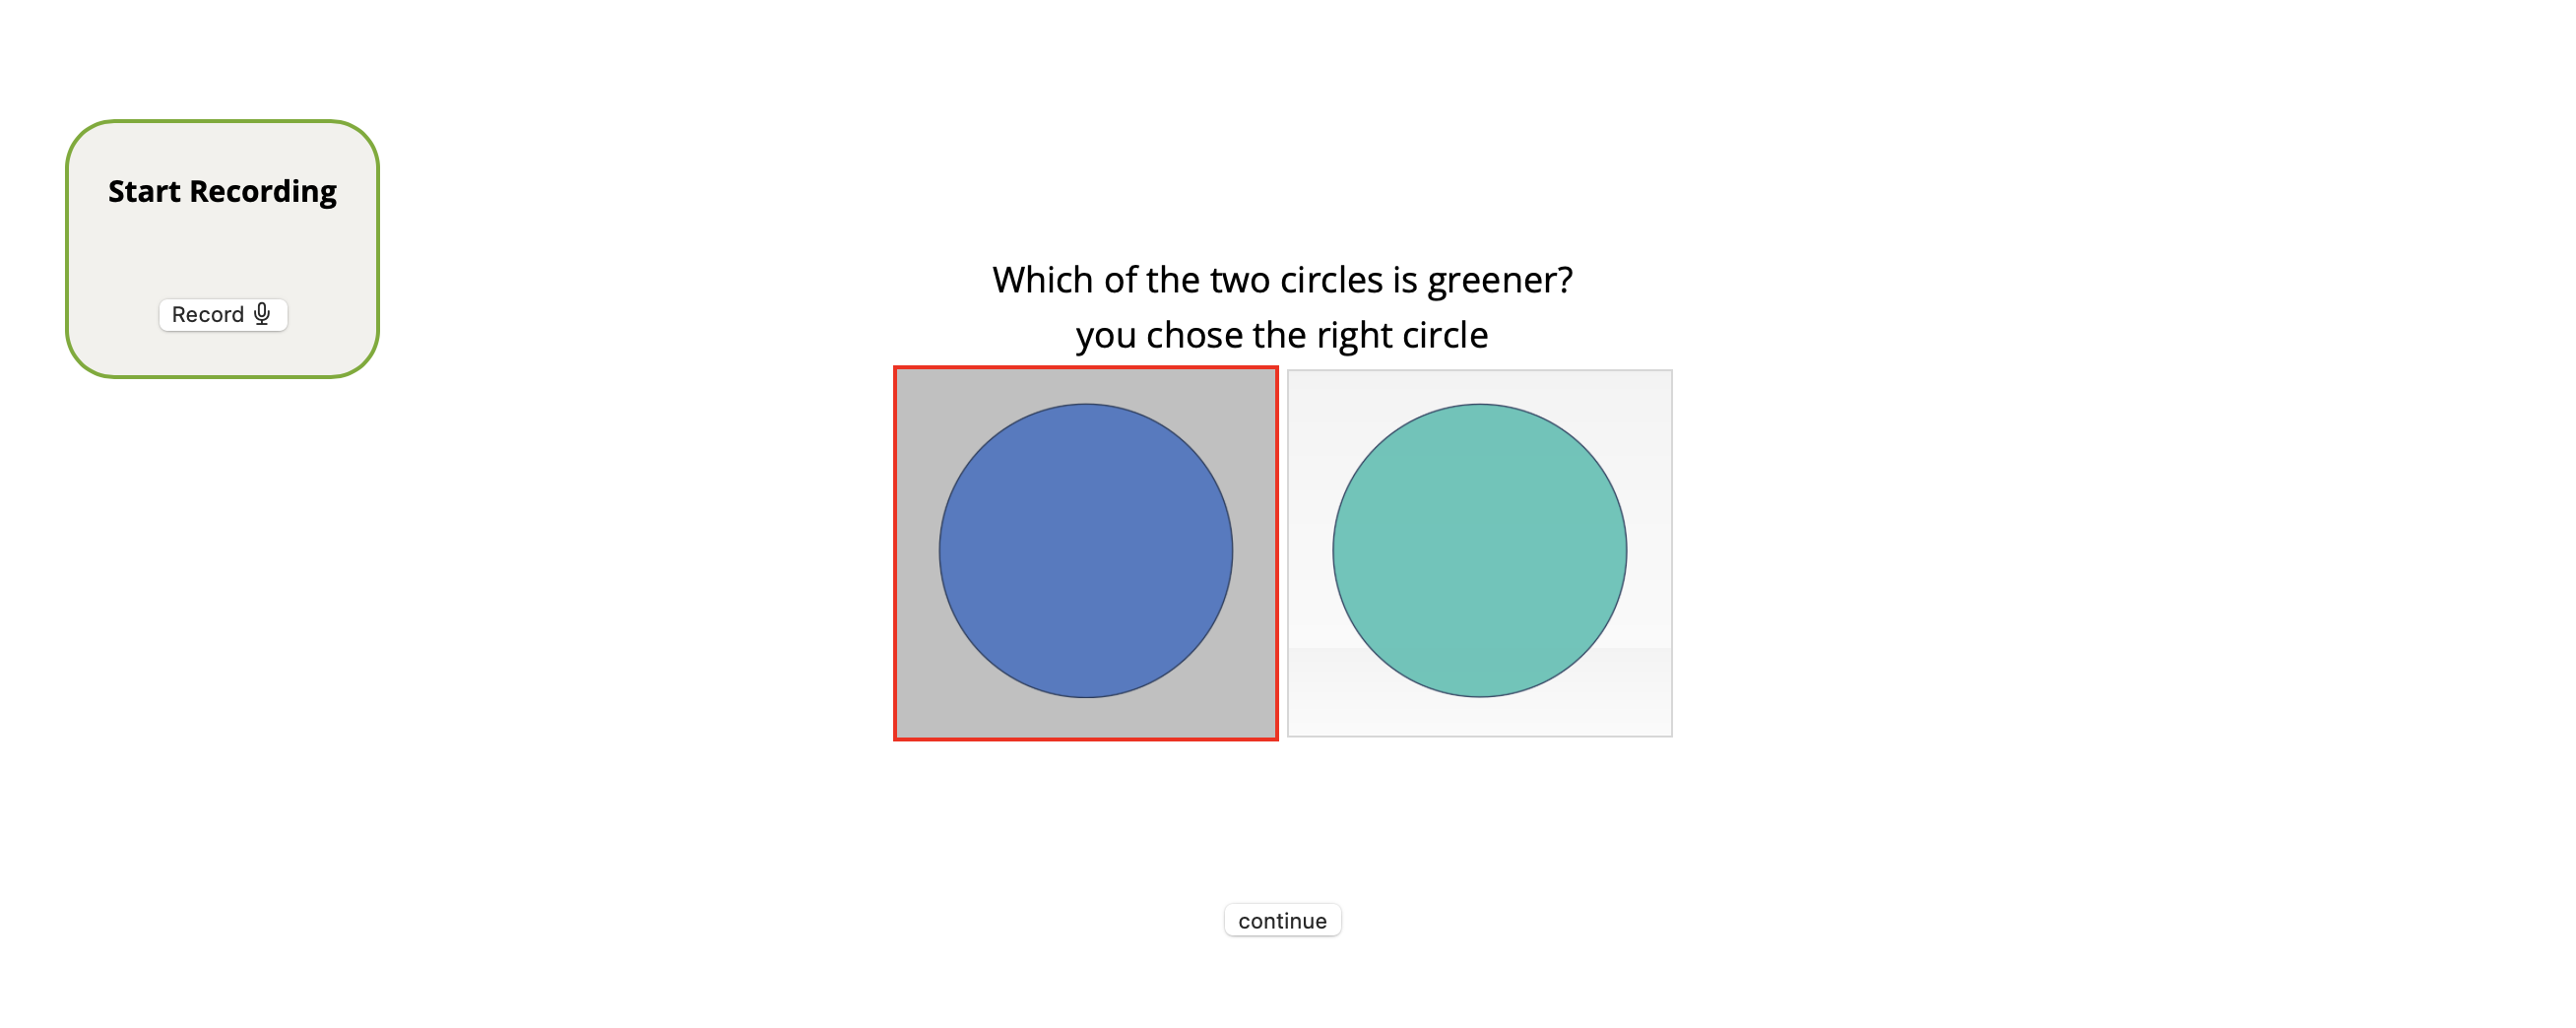 Start Recording
Record
Which of the two circles is greener?
you chose the right circle
continue